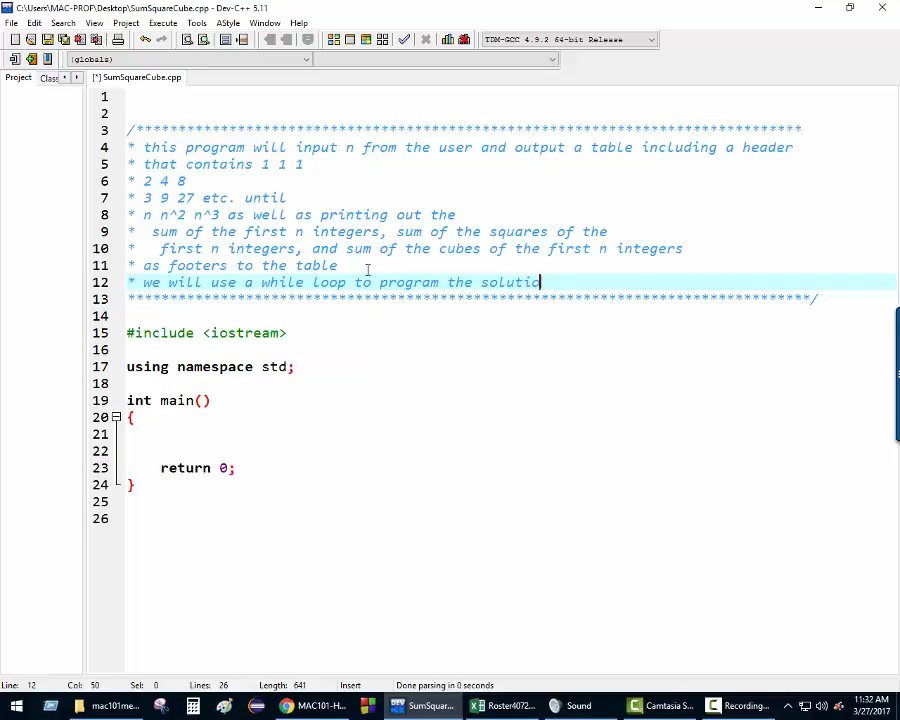 C:\Users\MAC-PROF\Desktop\SumSquareCube.cpp - Dev-C++ 5.11
File Edit Search View Project Execute Tools AStyle Window Help
TDM-GCC 4.9.2 64-bit Release
(globals)
Project Class [*] SumSquareCube.cpp
1
2
3 /*******************************************************************************
4 * this program will input n from the user and output a table including a header
5 * that contains 1 1 1
6 * 2 4 8
7 * 3 9 27 etc. until
8 * n n^2 n^3 as well as printing out the
9 * sum of the first n integers, sum of the squares of the
10 * first n integers, and sum of the cubes of the first n integers
11 * as footers to the table
12 * we will use a while loop to program the solutio
13 *********************************************************************************/
14
15 #include <iostream>
16
17 using namespace std;
18
19 int main()
20 {
21
22
23 return 0;
24 }
25
26
Line: 12 Col: 50 Sel: 0 Lines: 26 Length: 641 Insert Done parsing in 0 seconds
mac101me... MAC101-H... SumSquar... Roster4072... Sound Camtasia S... Recording... 11:32 AM
3/27/2017